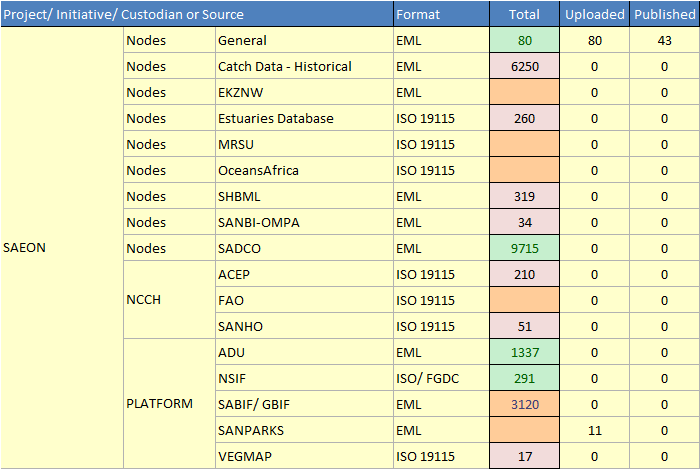 Project/ Initiative/ Custodian or Source Format Total Uploaded Published
Nodes General EML 80 80 43
Nodes Catch Data - Historical EML 6250 0 0
Nodes EKZNW EML 0 0
Nodes Estuaries Database ISO 19115 260 0 0
Nodes MRSU ISO 19115 0 0
Nodes OceansAfrica ISO 19115 0 0
Nodes SHBML EML 319 0 0
Nodes SANBI-OMPA EML 34 0 0
SAEON Nodes SADCO EML 9715 0 0
ACEP ISO 19115 210 0 0
NCCH FAO ISO 19115 0 0
SANHO ISO 19115 51 0 0
ADU EML 1337 0 0
NSIF ISO/ FGDC 291 0 0
PLATFORM SABIF/ GBIF EML 3120 0 0
SANPARKS EML 11 0
VEGMAP ISO 19115 17 0 0